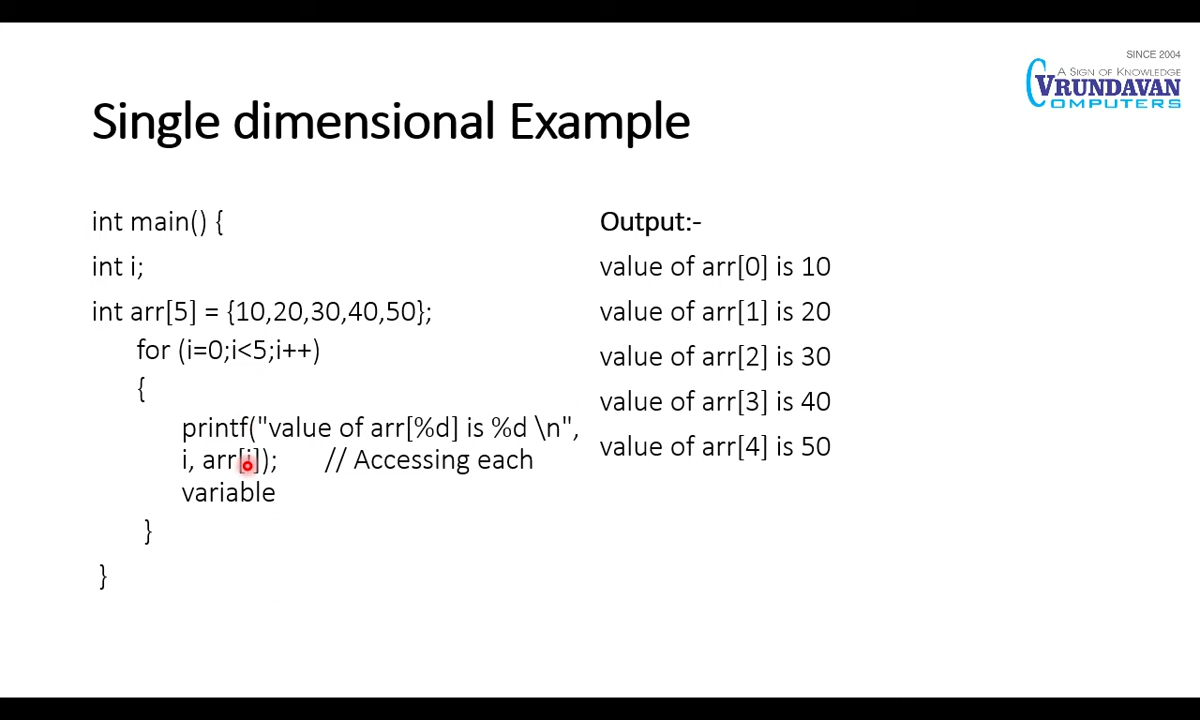 SINCE 2004
A SIGN OF KNOWLEDGE
VRUNDAVAN
COMPUTERS
Single dimensional Example
int main() {
int i;
int arr[5] = {10,20,30,40,50};
for (i=0;i<5;i++)
{
printf("value of arr[%d] is %d \n",
i, arr[i]); // Accessing each
variable
}
}
Output:-
value of arr[0] is 10
value of arr[1] is 20
value of arr[2] is 30
value of arr[3] is 40
value of arr[4] is 50